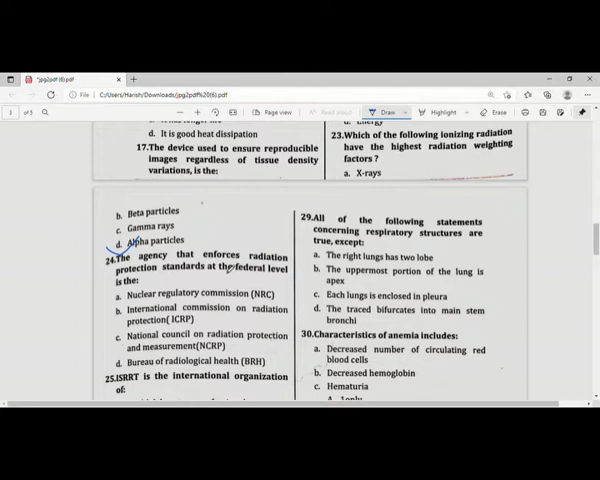 *jpg2pdf (6).pdf
C:/Users/Harish/Downloads/jpg2pdf%20(6).pdf
1 of 5
Page view
Read aloud
Draw
Highlight
Erase
d. It is good heat dissipation
17.The device used to ensure reproducible
images regardless of tissue density
variations, is the:
23.Which of the following ionizing radiation
have the highest radiation weighting
factors ?
a. X-rays
b. Beta particles
c. Gamma rays
d. Alpha particles
24.The agency that enforces radiation
protection standards at the federal level
is the:
a. Nuclear regulatory commission (NRC)
b. International commission on radiation
protection( ICRP)
c. National council on radiation protection
and measurement(NCRP)
d. Bureau of radiological health (BRH)
25.ISRRT is the international organization
of:
29.All of the following statements
concerning respiratory structures are
true, except:
a. The right lungs has two lobe
b. The uppermost portion of the lung is
apex
c. Each lungs is enclosed in pleura
d. The traced bifurcates into main stem
bronchi
30.Characteristics of anemia includes:
a. Decreased number of circulating red
blood cells
b. Decreased hemoglobin
c. Hematuria